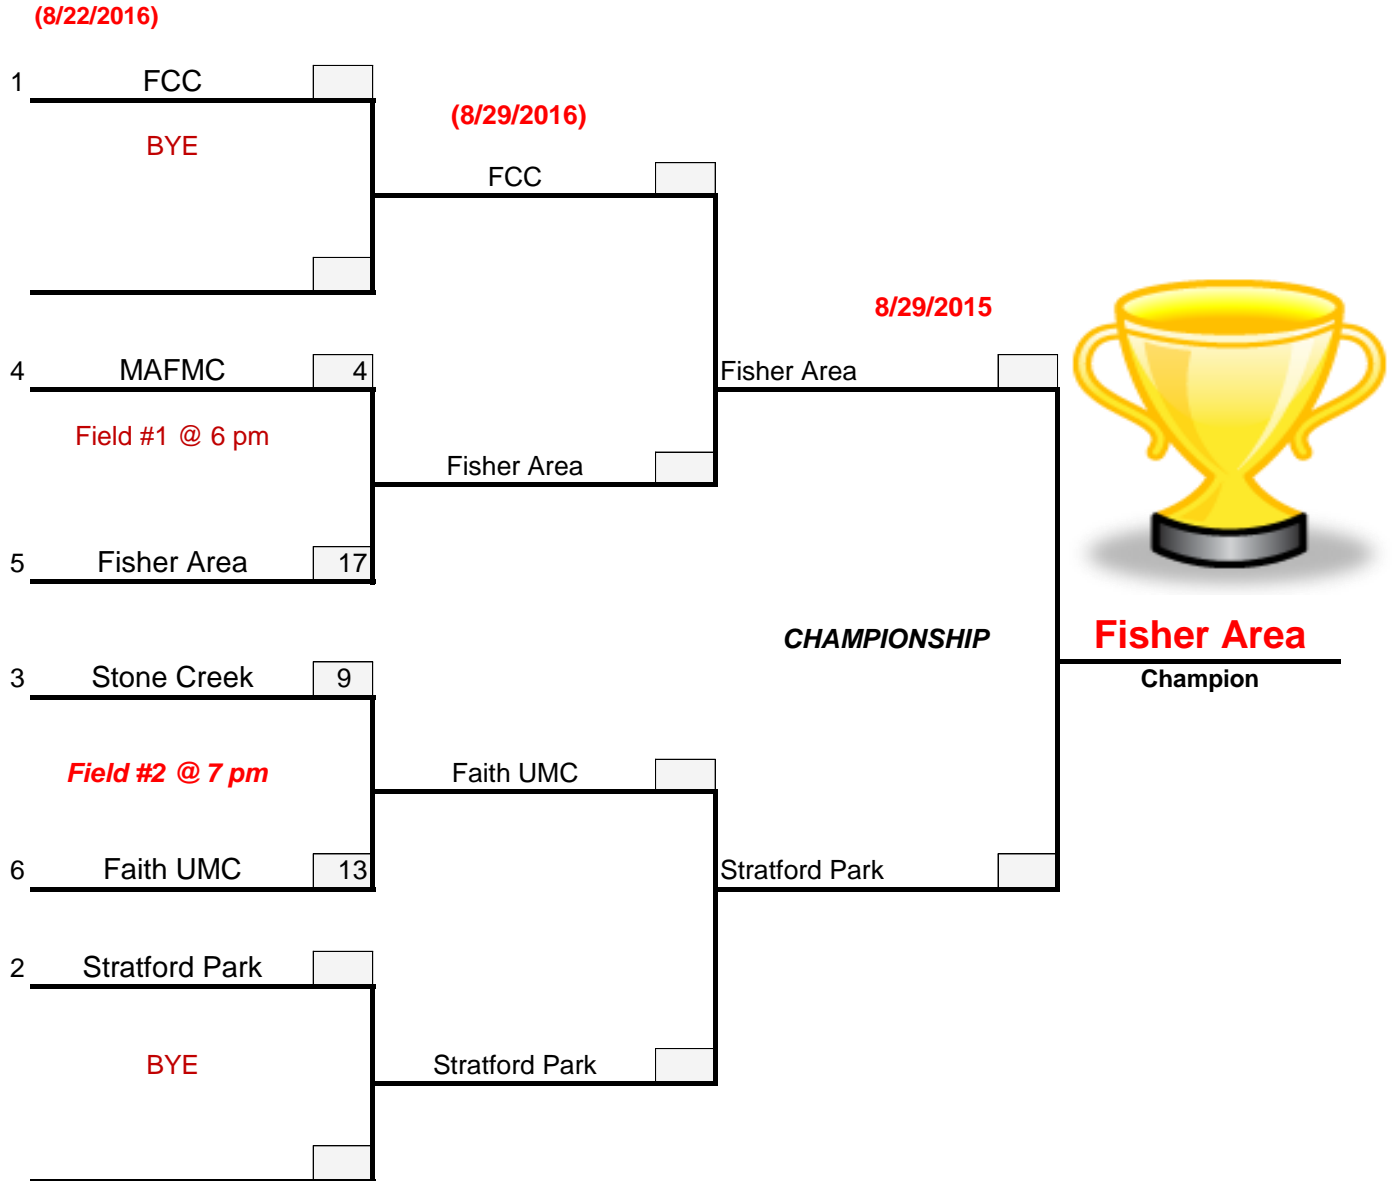 (8/22/2016)
1 FCC
BYE
(8/29/2016)
FCC
8/29/2015
4 MAFMC 4
Field #1 @ 6 pm
Fisher Area
Fisher Area
5 Fisher Area 17
CHAMPIONSHIP
Fisher Area
Champion
3 Stone Creek 9
Field #2 @ 7 pm
Faith UMC
6 Faith UMC 13
Stratford Park
2 Stratford Park
BYE
Stratford Park